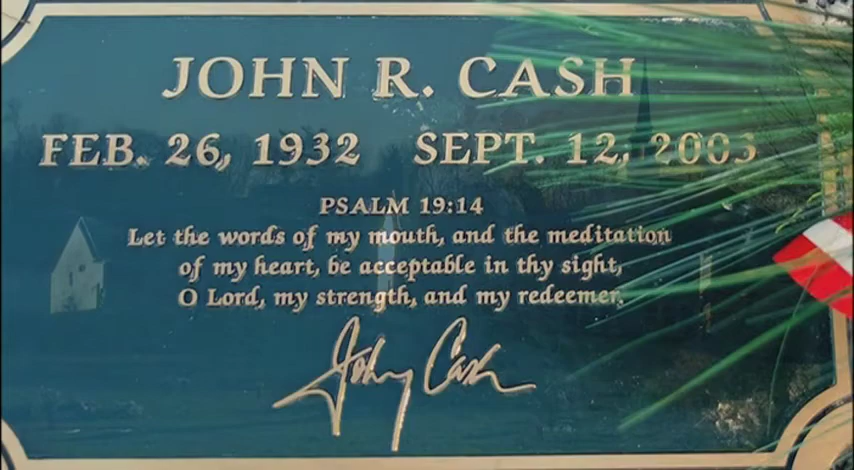 JOHN R. CASH
FEB. 26, 1932 SEPT. 12, 2003
PSALM 19:14
Let the words of my mouth, and the meditation
of my heart, be acceptable in thy sight,
O Lord, my strength, and my redeemer.
Johnny Cash